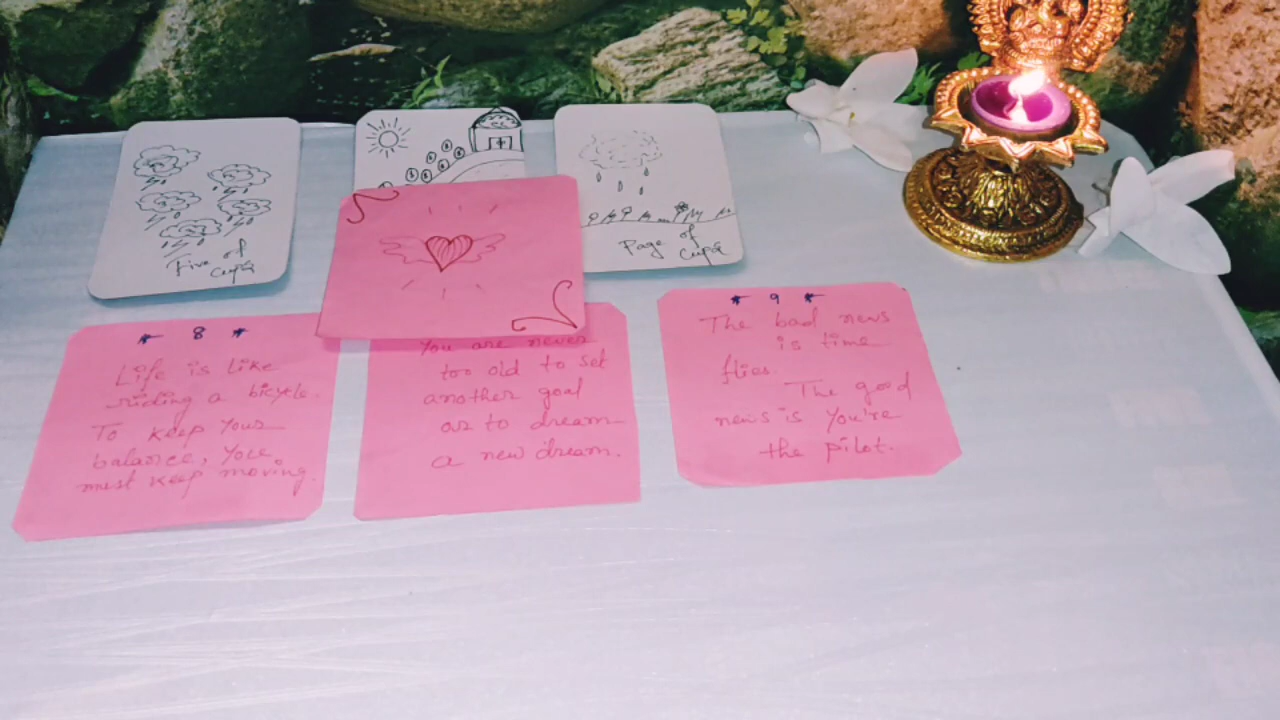 Five of
cups
Page of
cups
* 8 *
Life is like
riding a bicycle.
To keep your
balance, you
must keep moving.
You are never
too old to set
another goal
or to dream
a new dream.
* 9 *
The bad news
is time
flies.
The good
news is you're
the pilot.